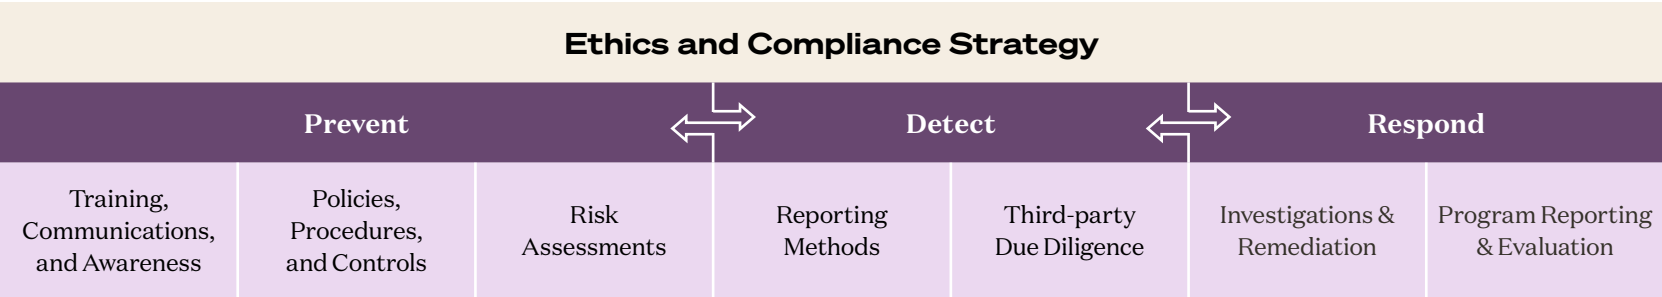 Ethics and Compliance Strategy
Prevent
Detect
Respond
Training,
Communications,
and Awareness
Policies,
Procedures,
and Controls
Risk
Assessments
Reporting
Methods
Third-party
Due Diligence
Investigations &
Remediation
Program Reporting
& Evaluation